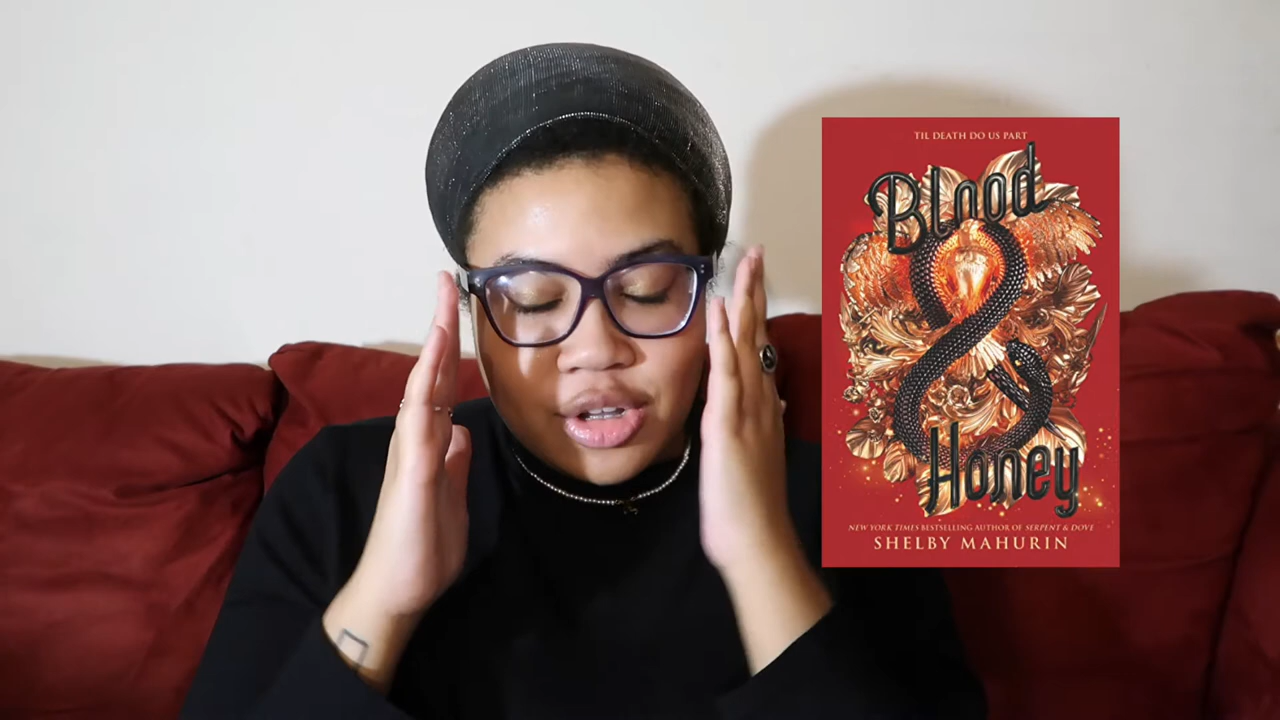 TIL DEATH DO US PART
Blood
&
Honey
NEW YORK TIMES BESTSELLING AUTHOR OF SERPENT & DOVE
SHELBY MAHURIN